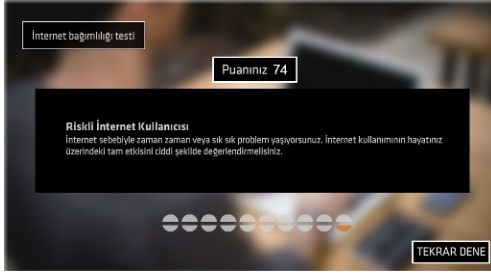 İnternet bağımlılığı testi
Puanınız 74
Riskli İnternet Kullanıcısı
İnternet sebebiyle zaman zaman veya sık sık problem yaşıyorsunuz. İnternet kullanımının hayatınız
üzerindeki tam etkisini ciddi şekilde değerlendirmelisiniz.
TEKRAR DENE